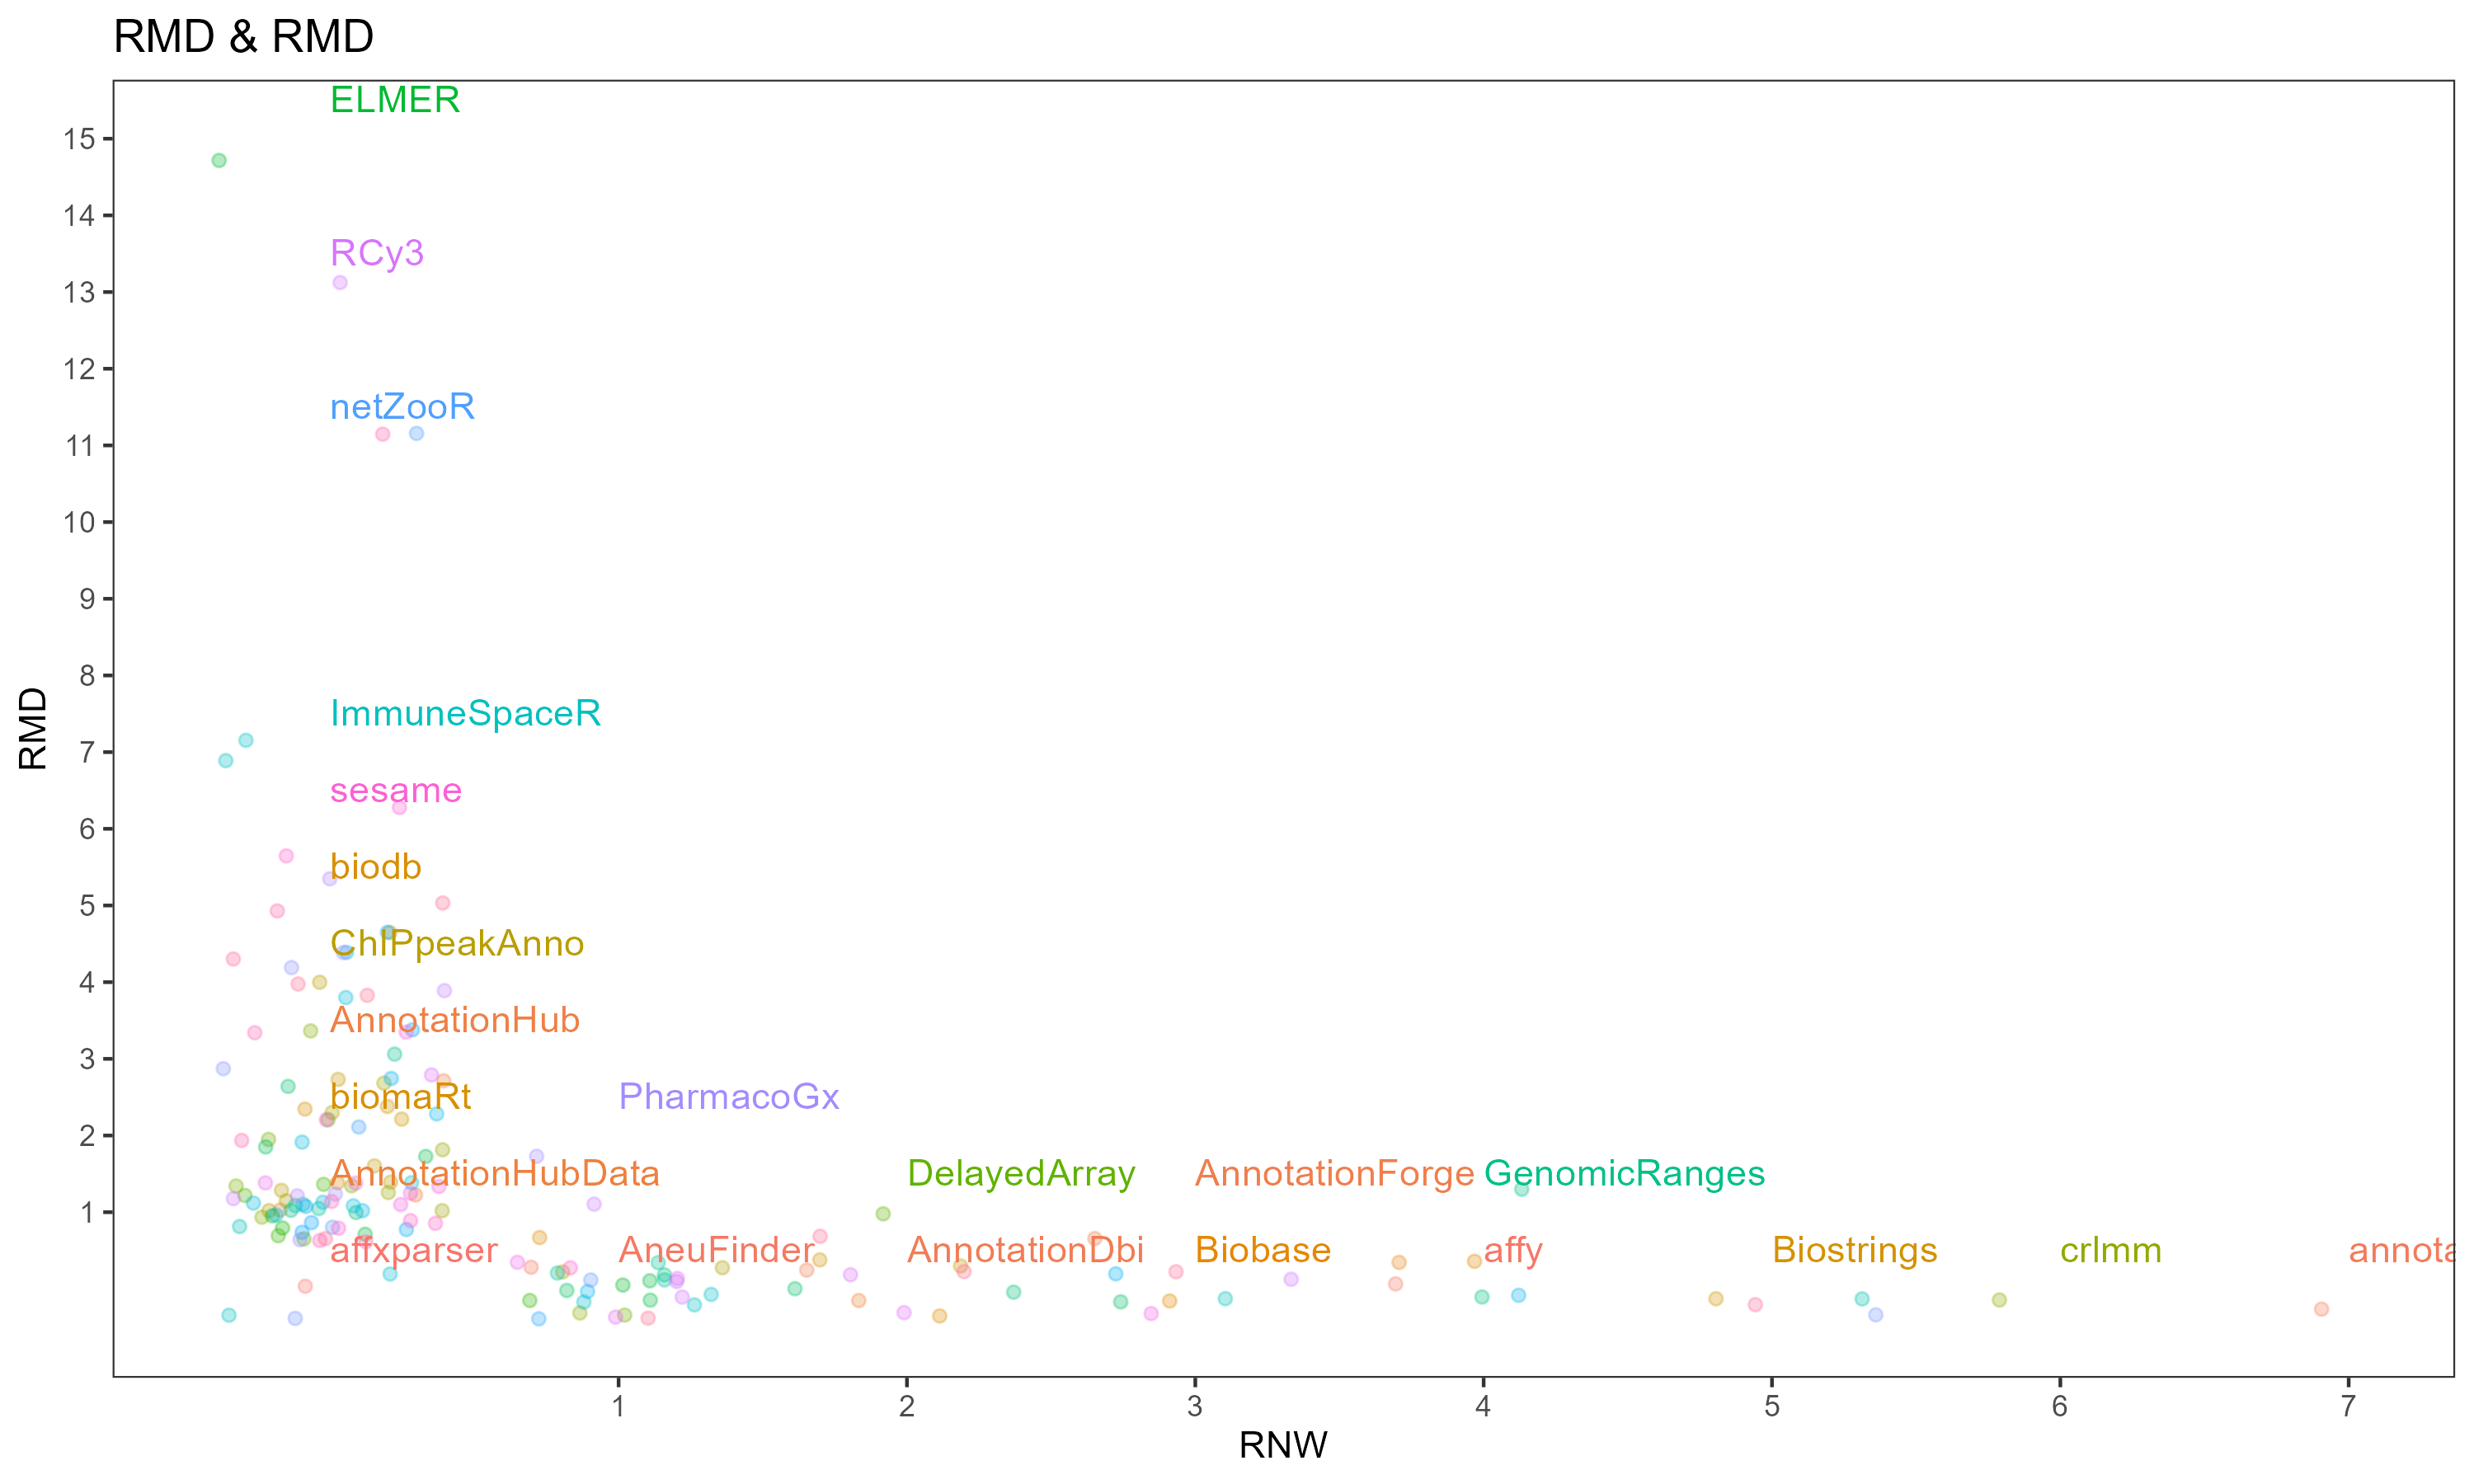 RMD & RMD
ELMER
15
14
RCy3
13
12
netZooR
11
10
9
8
ImmuneSpaceR
7
RMD
sesame
6
biodb
5
ChIPpeakAnno
4
AnnotationHub
3
biomaRt PharmacoGx
2
AnnotationHubData DelayedArray AnnotationForge GenomicRanges
1
affxparser AneuFinder AnnotationDbi Biobase affy Biostrings crlmm annota
1 2 3 4 5 6 7
RNW